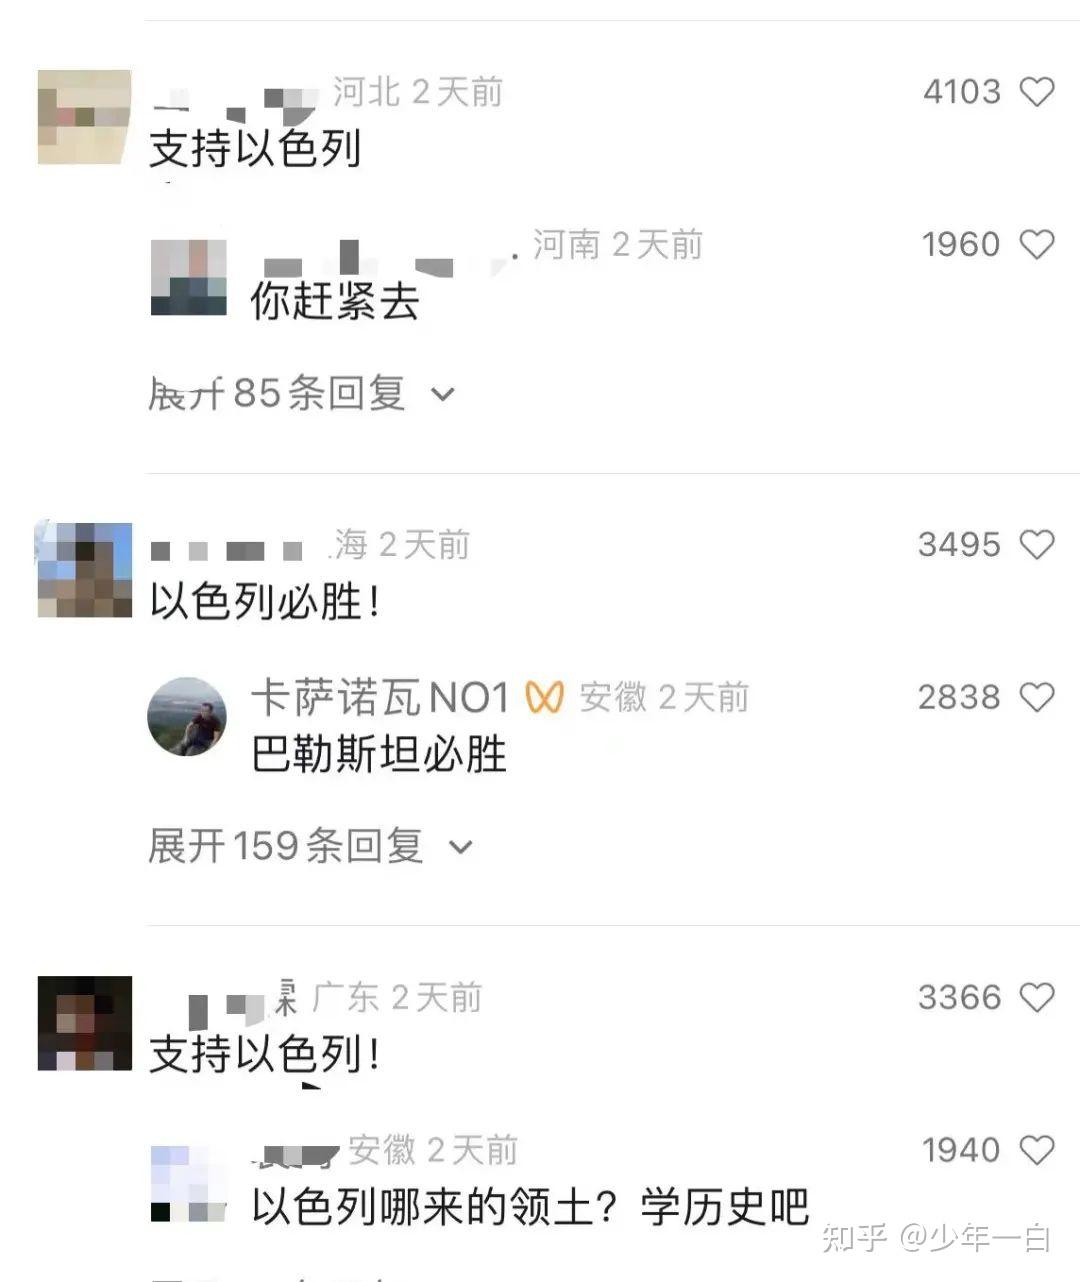 河北 2天前
4103
支持以色列
河南 2天前
1960
你赶紧去
展开85条回复
海 2天前
3495
以色列必胜！
卡萨诺瓦NO1 安徽 2天前
2838
巴勒斯坦必胜
展开159条回复
广东 2天前
3366
支持以色列！
安徽 2天前
1940
以色列哪来的领土？学历史吧
知乎 @少年一白